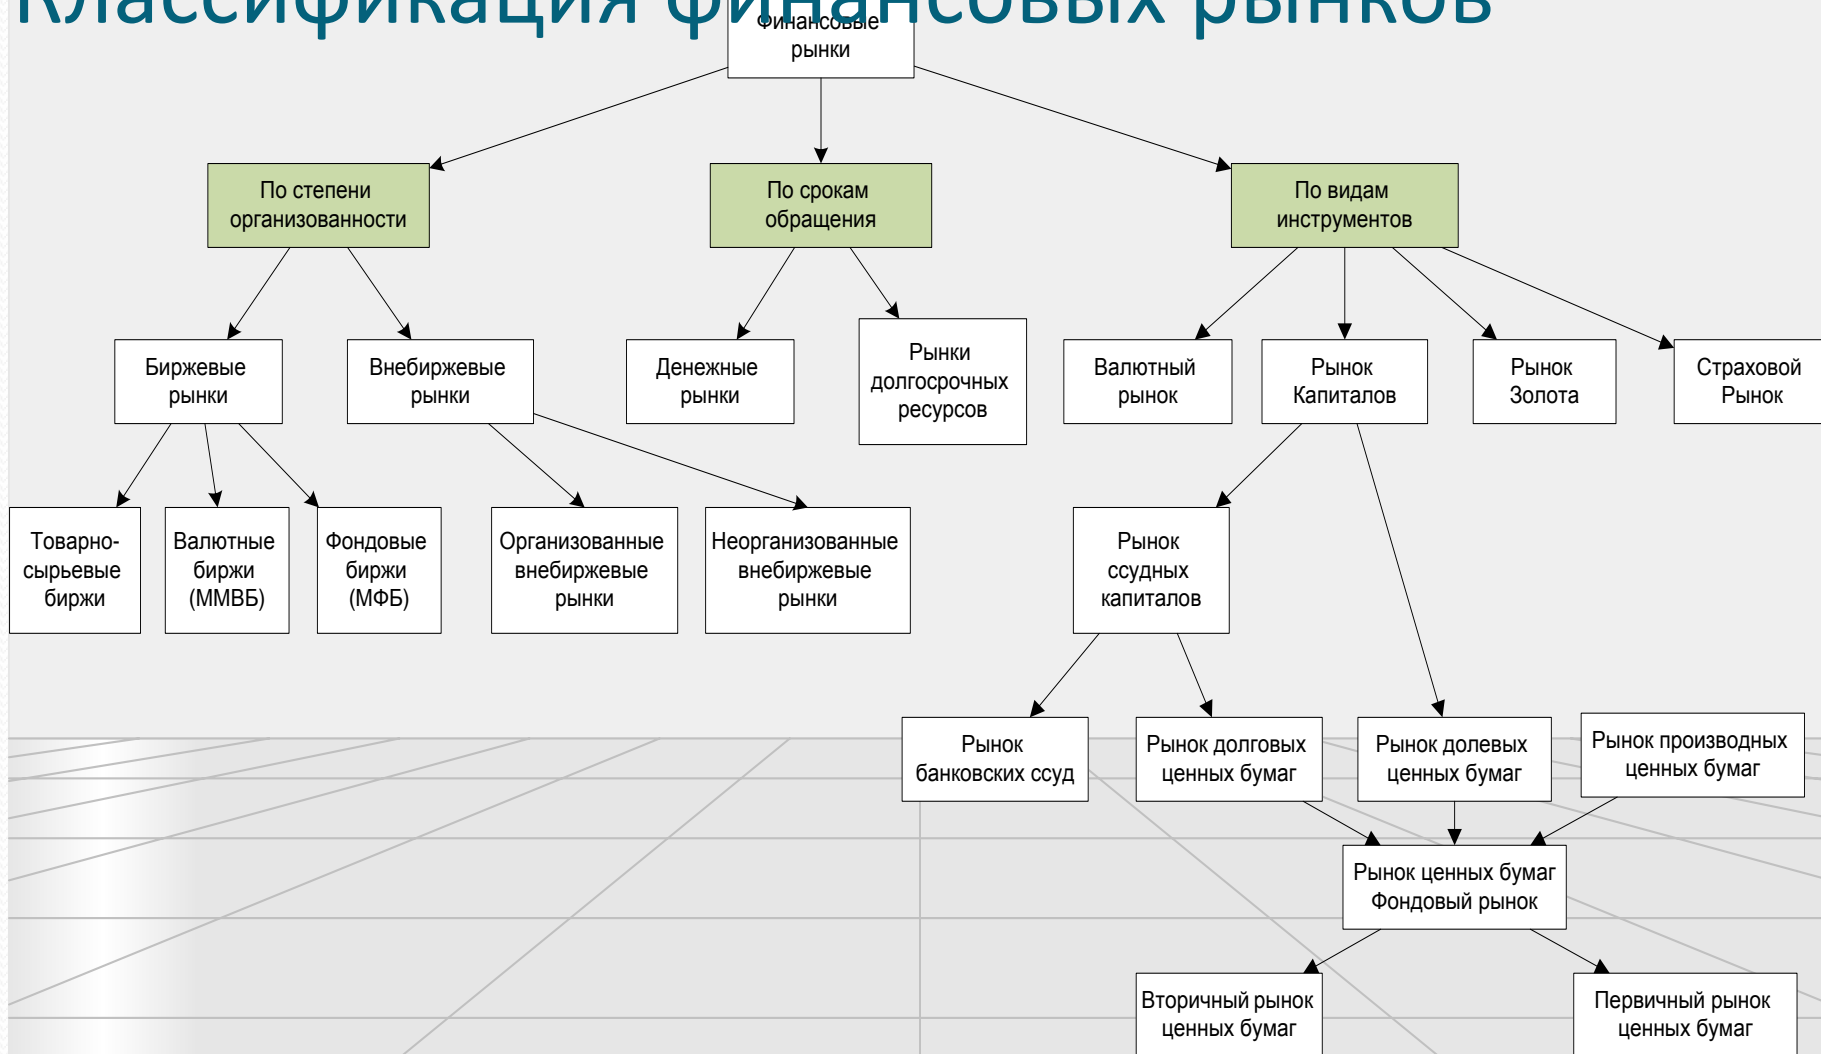 Классификация финансовых рынков
Финансовые
рынки
По степени
организованности
По срокам
обращения
По видам
инструментов
Биржевые
рынки
Внебиржевые
рынки
Денежные
рынки
Рынки
долгосрочных
ресурсов
Валютный
рынок
Рынок
Капиталов
Рынок
Золота
Страховой
Рынок
Товарно-
сырьевые
биржи
Валютные
биржи
(ММВБ)
Фондовые
биржи
(МФБ)
Организованные
внебиржевые
рынки
Неорганизованные
внебиржевые
рынки
Рынок
ссудных
капиталов
Рынок
банковских ссуд
Рынок долговых
ценных бумаг
Рынок долевых
ценных бумаг
Рынок производных
ценных бумаг
Рынок ценных бумаг
Фондовый рынок
Вторичный рынок
ценных бумаг
Первичный рынок
ценных бумаг